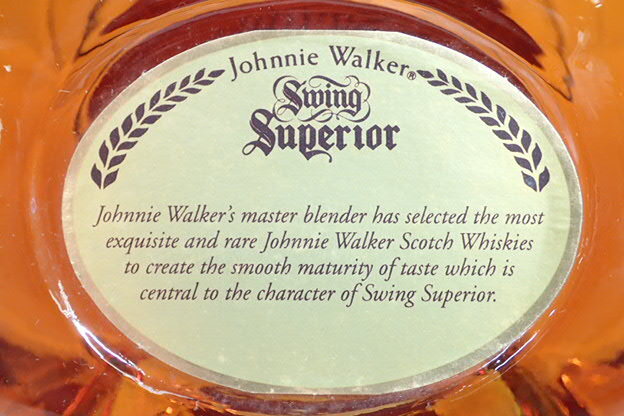 Johnnie Walker®
Swing
Superior
Johnnie Walker's master blender has selected the most
exquisite and rare Johnnie Walker Scotch Whiskies
to create the smooth maturity of taste which is
central to the character of Swing Superior.